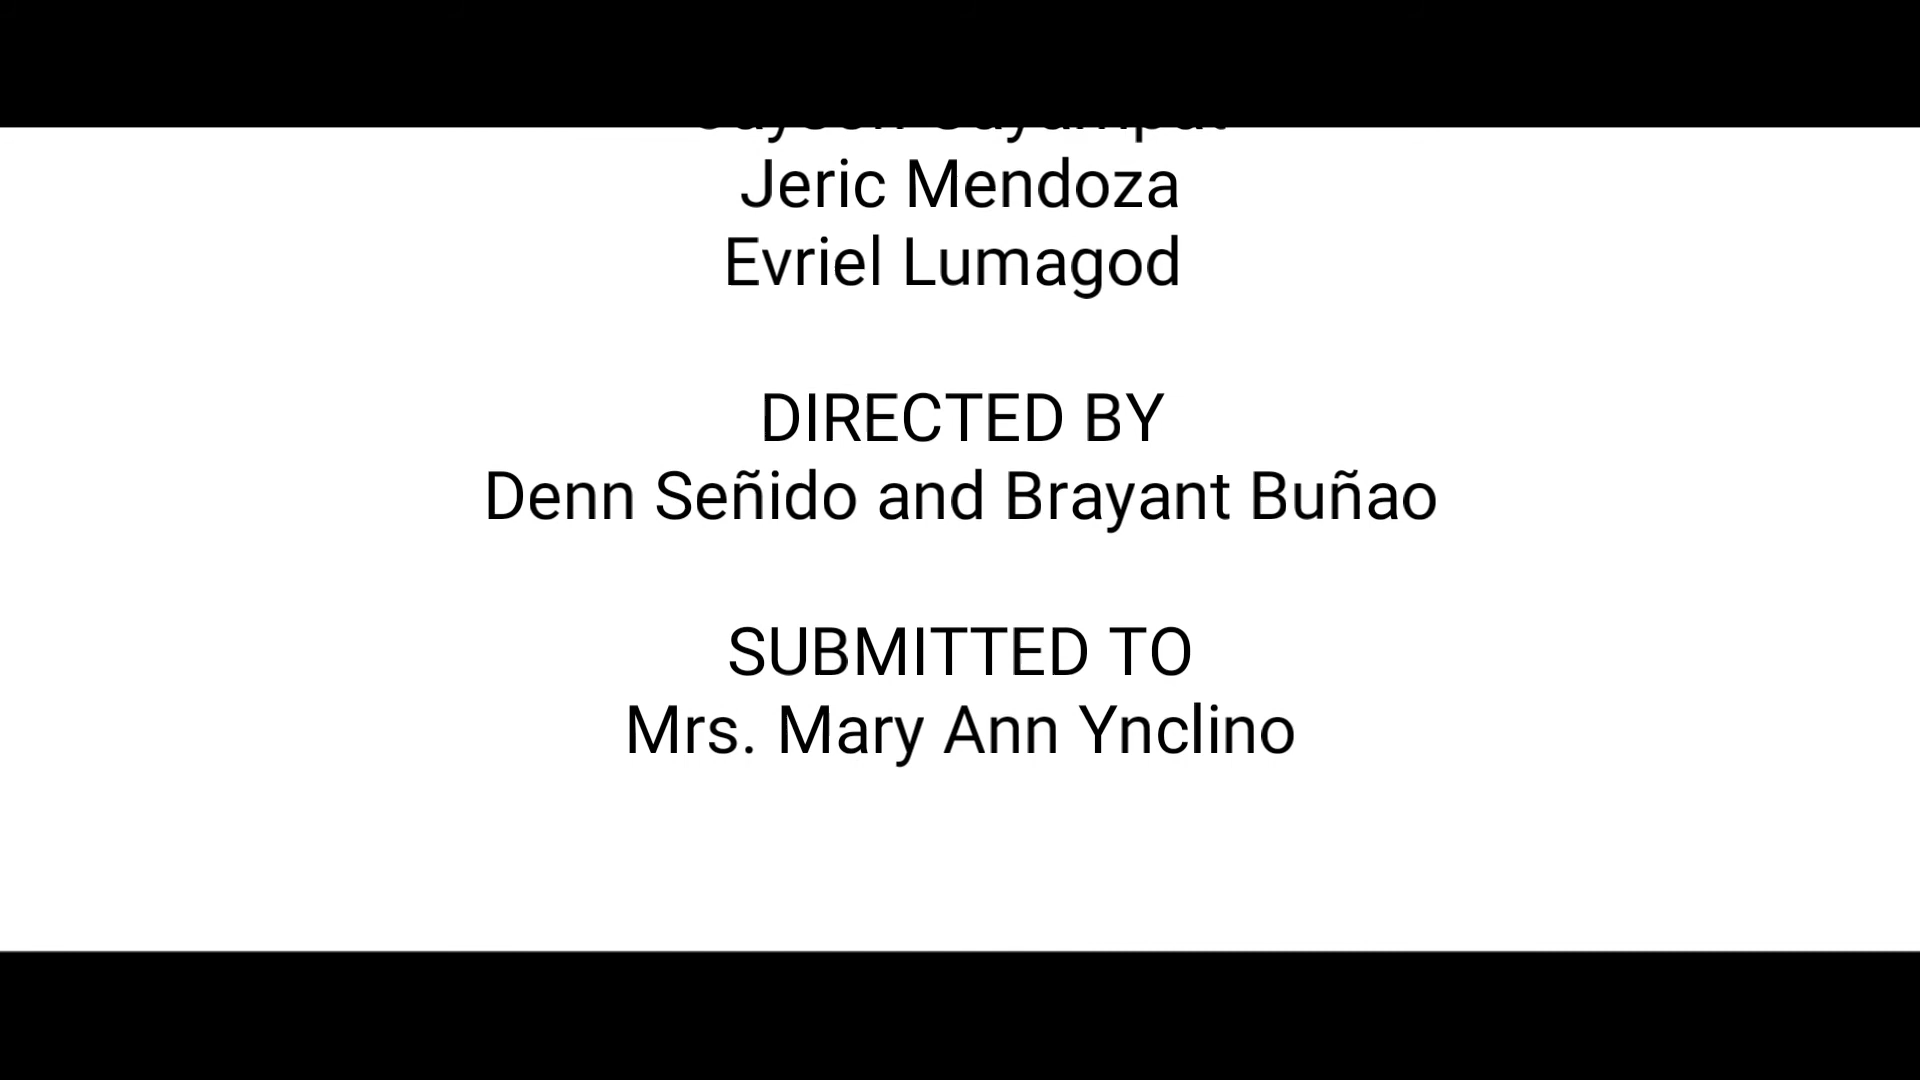 Jeric Mendoza
Evriel Lumagod
DIRECTED BY
Denn Señido and Brayant Buñao
SUBMITTED TO
Mrs. Mary Ann Ynclino